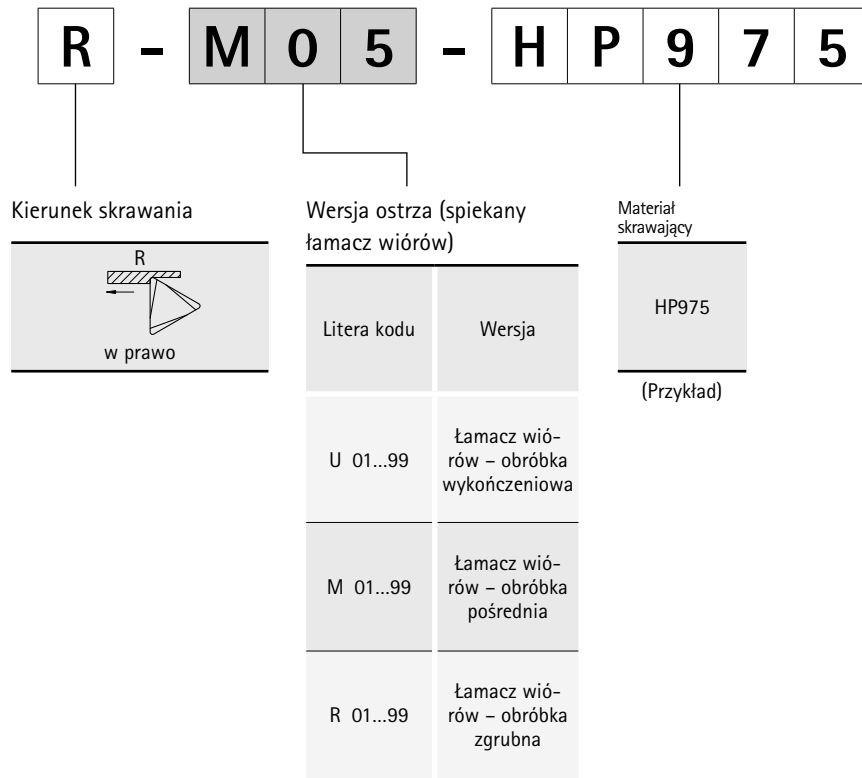 R - M 0 5 - H P 9 7 5
Kierunek skrawania
R
w prawo
Wersja ostrza (spiekany
łamacz wiórów)
Litera kodu Wersja
U 01...99
Łamacz wió-
rów – obróbka
wykończeniowa
M 01...99
Łamacz wió-
rów – obróbka
pośrednia
R 01...99
Łamacz wió-
rów – obróbka
zgrubna
Materiał
skrawający
HP975
(Przykład)